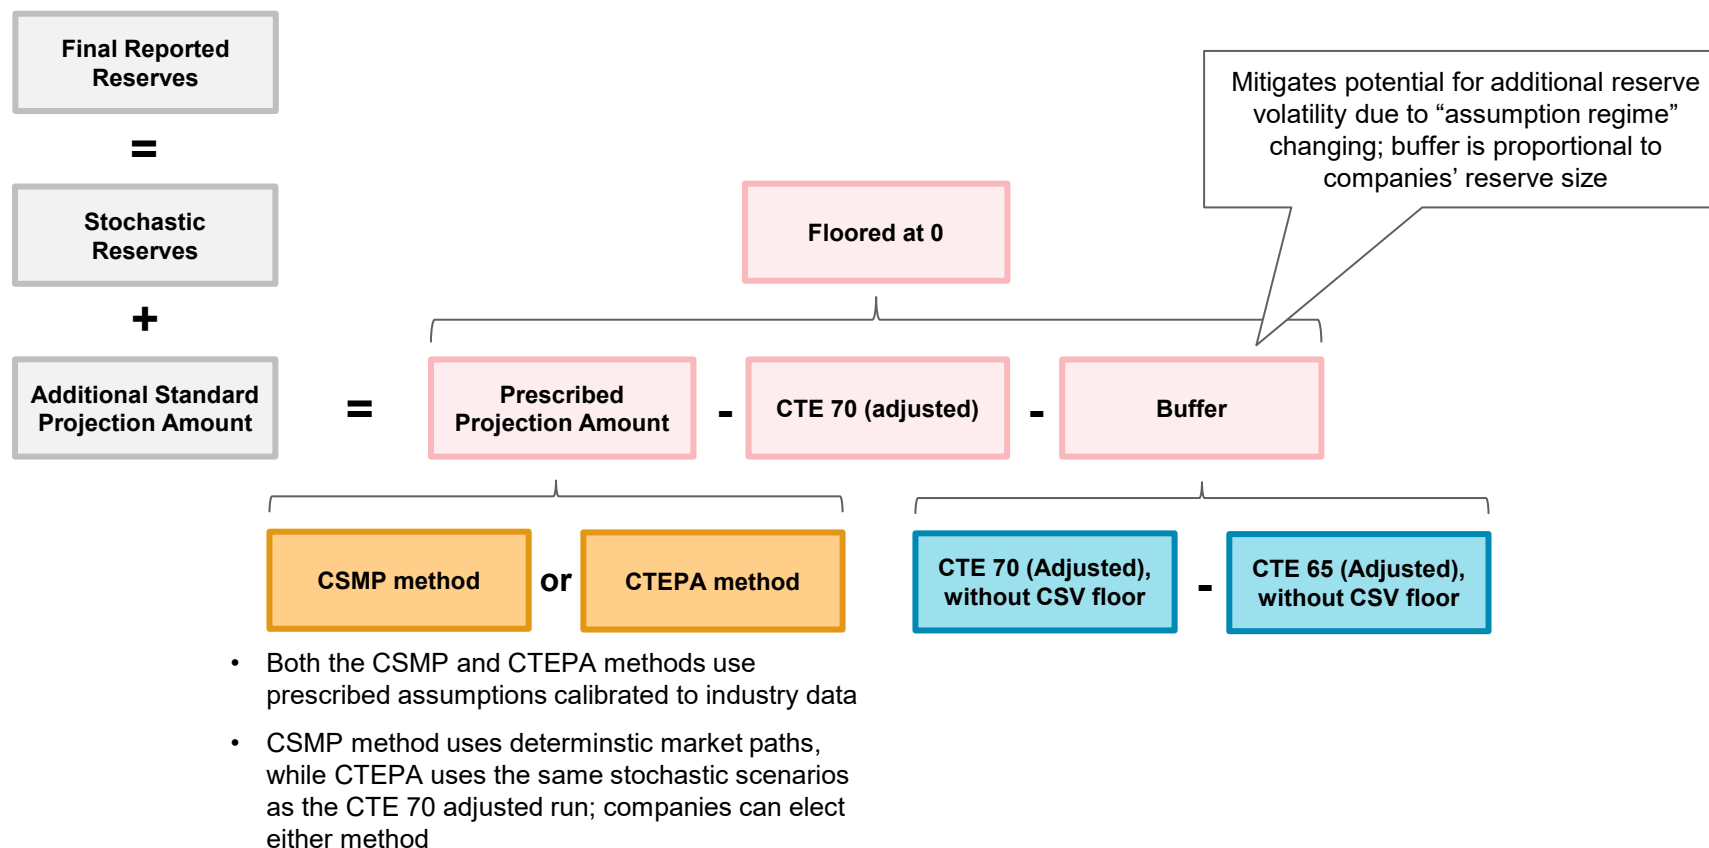 Final Reported
Reserves
=
Stochastic
Reserves
+
Additional Standard
Projection Amount
=
Mitigates potential for additional reserve
volatility due to “assumption regime”
changing; buffer is proportional to
companies’ reserve size
Floored at 0
Prescribed
Projection Amount
-
CTE 70 (adjusted)
-
Buffer
CSMP method
or
CTEPA method
CTE 70 (Adjusted),
without CSV floor
-
CTE 65 (Adjusted),
without CSV floor
• Both the CSMP and CTEPA methods use
prescribed assumptions calibrated to industry data
• CSMP method uses determinstic market paths,
while CTEPA uses the same stochastic scenarios
as the CTE 70 adjusted run; companies can elect
either method